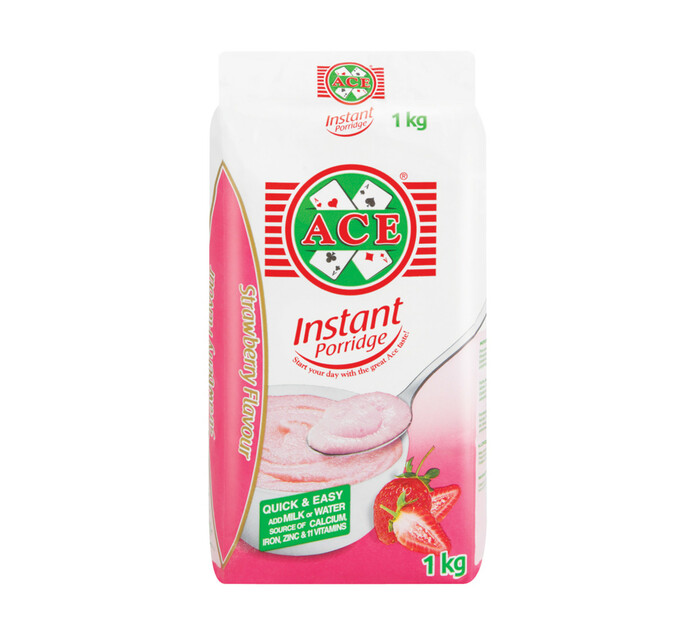 ACE
Instant
Porridge
1 kg
ACE
®
Instant
Porridge
Start your day with the great Ace taste!
Strawberry Flavour
QUICK & EASY
ADD MILK or WATER
SOURCE OF CALCIUM,
IRON, ZINC & 11 VITAMINS
1 kg